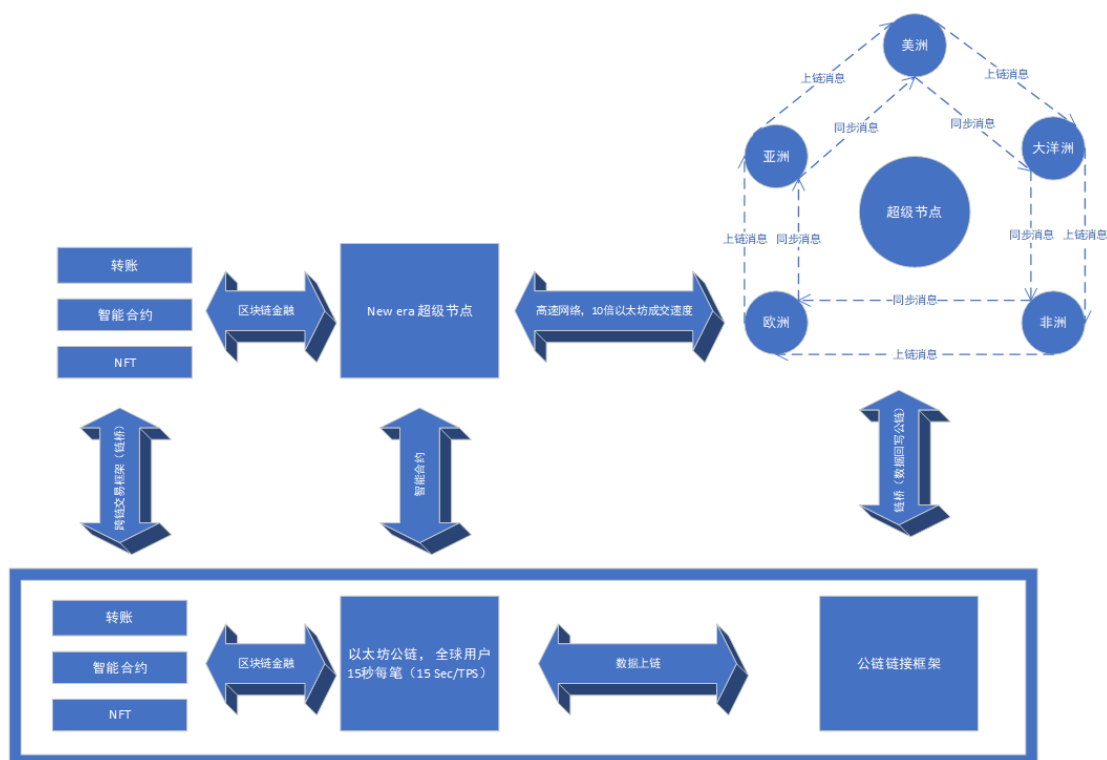 美洲
上链消息
上链消息
同步消息
同步消息
亚洲
大洋洲
超级节点
上链消息
同步消息
同步消息
上链消息
欧洲
同步消息
非洲
上链消息
转账
智能合约
NFT
区块链金融
New era 超级节点
高速网络，10倍以太坊成交速度
跨链交易框架（链桥）
智能合约
链桥（数据回写公链）
转账
智能合约
NFT
区块链金融
以太坊公链， 全球用户
15秒每笔（15 Sec/TPS）
数据上链
公链链接框架